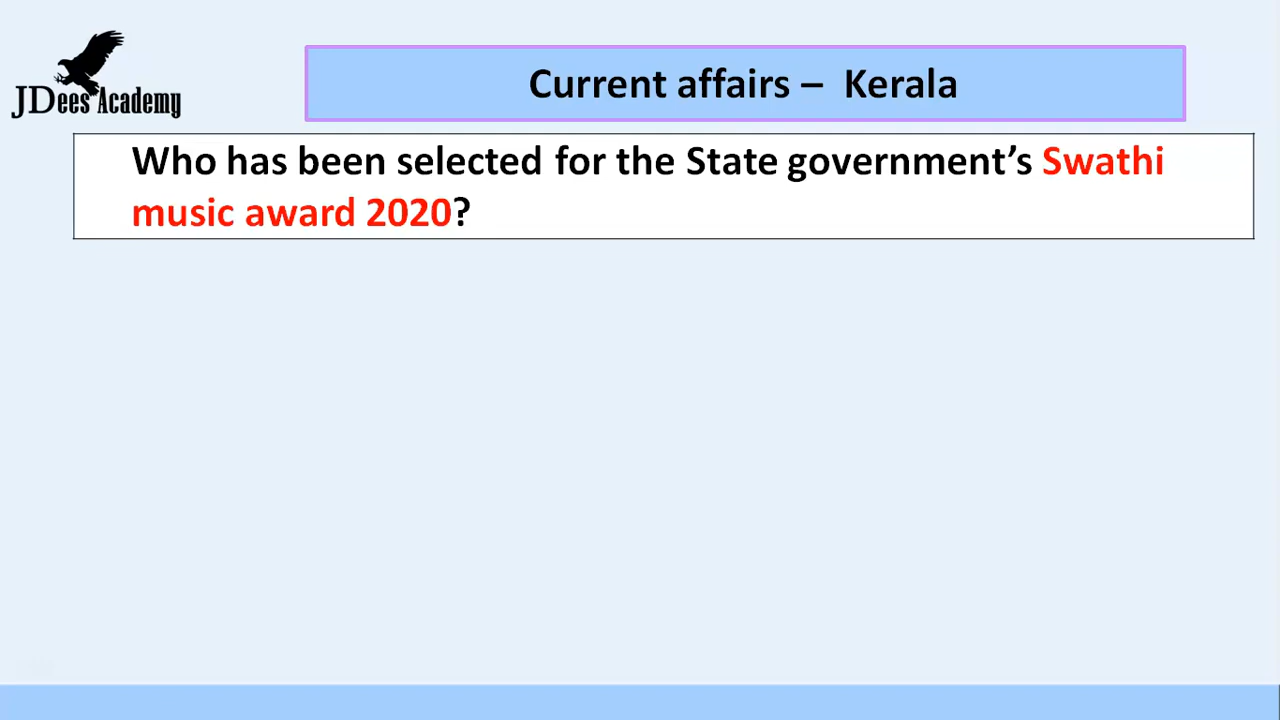 JDees Academy
Current affairs – Kerala
Who has been selected for the State government’s Swathi
music award 2020?